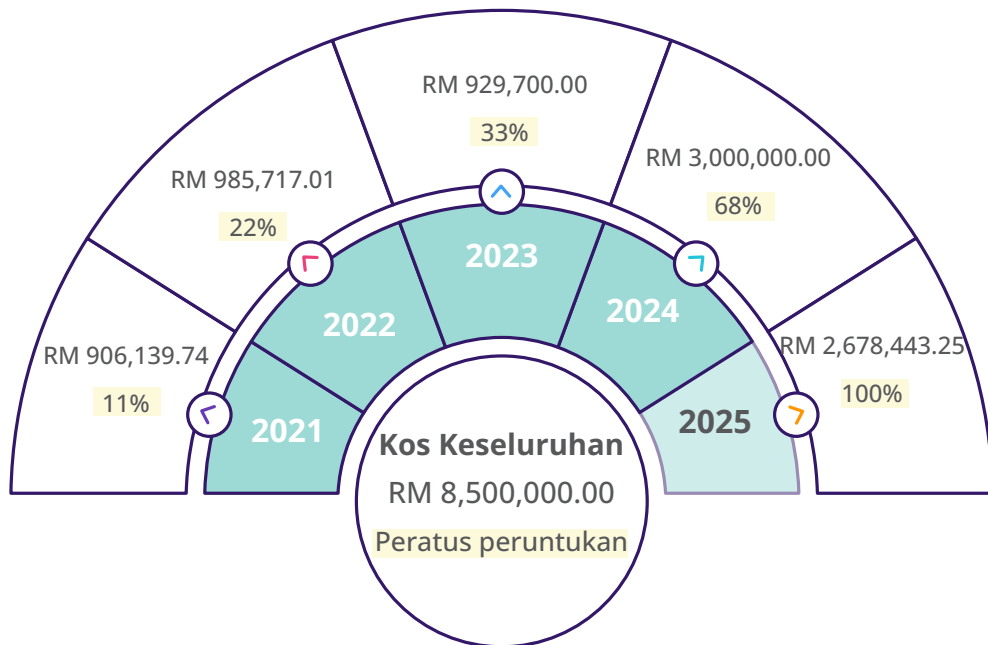 RM 906,139.74
11%
2021
RM 985,717.01
22%
2022
RM 929,700.00
33%
2023
RM 3,000,000.00
68%
2024
RM 2,678,443.25
100%
2025
Kos Keseluruhan
RM 8,500,000.00
Peratus peruntukan